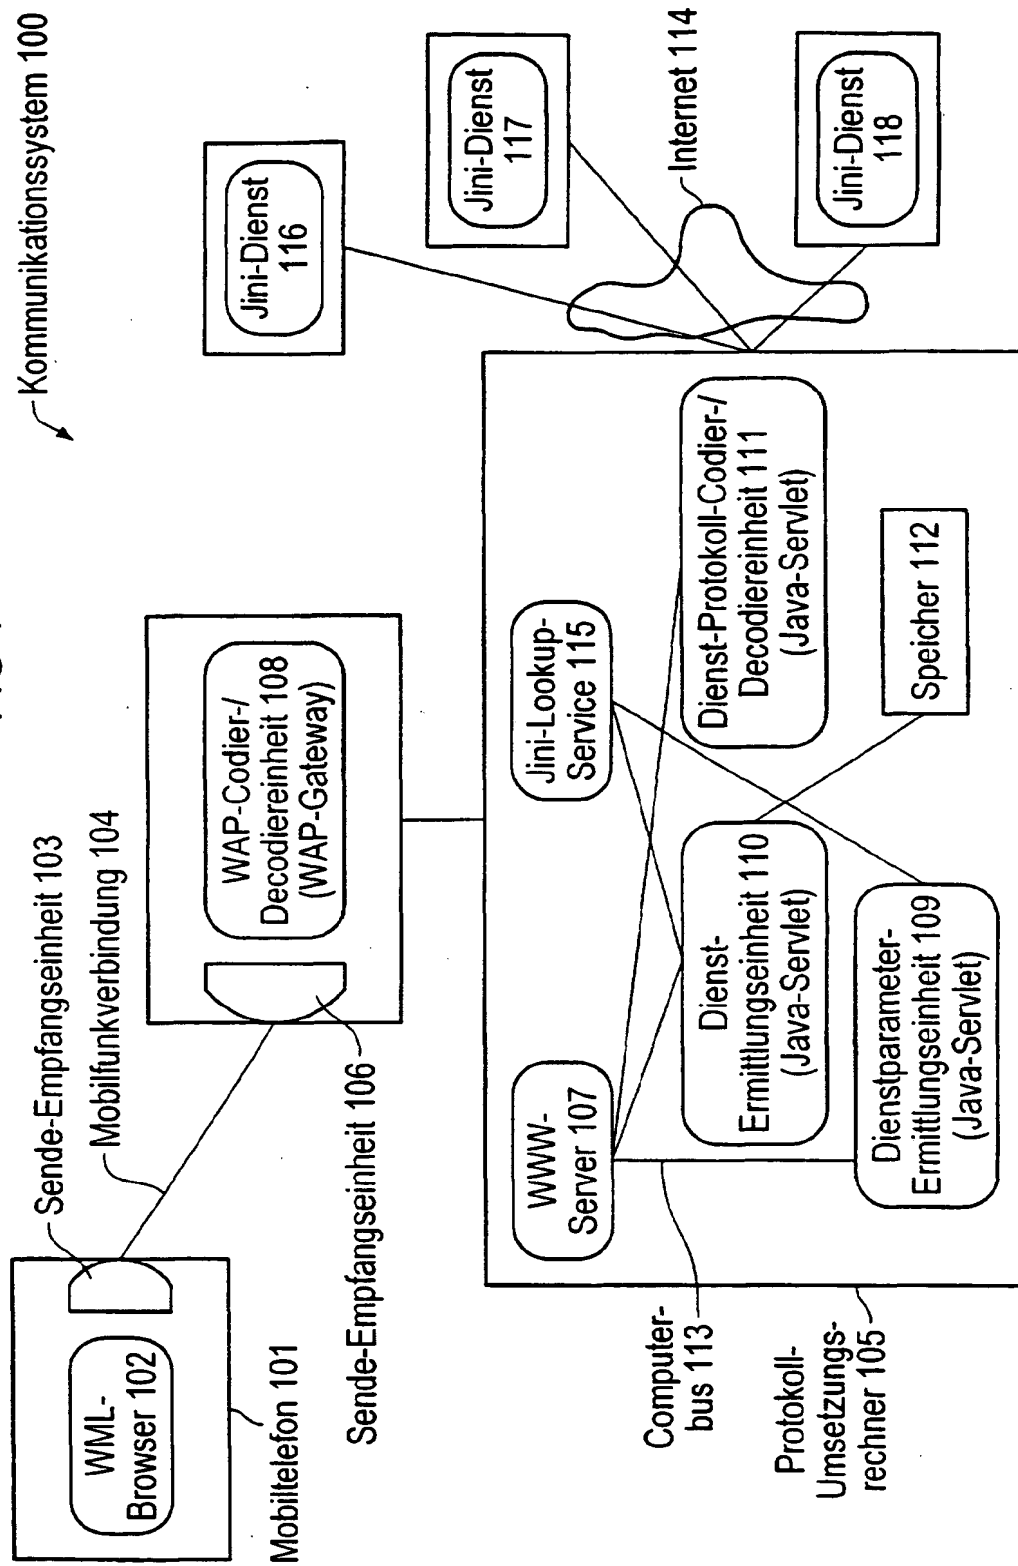 Kommunikationssystem 100
WML-
Browser 102
Mobiltelefon 101
Sende-Empfangseinheit 103
Mobilfunkverbindung 104
Sende-Empfangseinheit 106
WAP-Codier-/
Decodiereinheit 108
(WAP-Gateway)
Jini-Dienst
116
Jini-Dienst
117
Internet 114
Jini-Dienst
118
WWW-
Server 107
Jini-Lookup-
Service 115
Dienst-
Ermittlungseinheit 110
(Java-Servlet)
Dienst-Protokoll-Codier-/
Decodiereinheit 111
(Java-Servlet)
Dienstparameter-
Ermittlungseinheit 109
(Java-Servlet)
Speicher 112
Computer-
bus 113
Protokoll-
Umsetzungs-
rechner 105